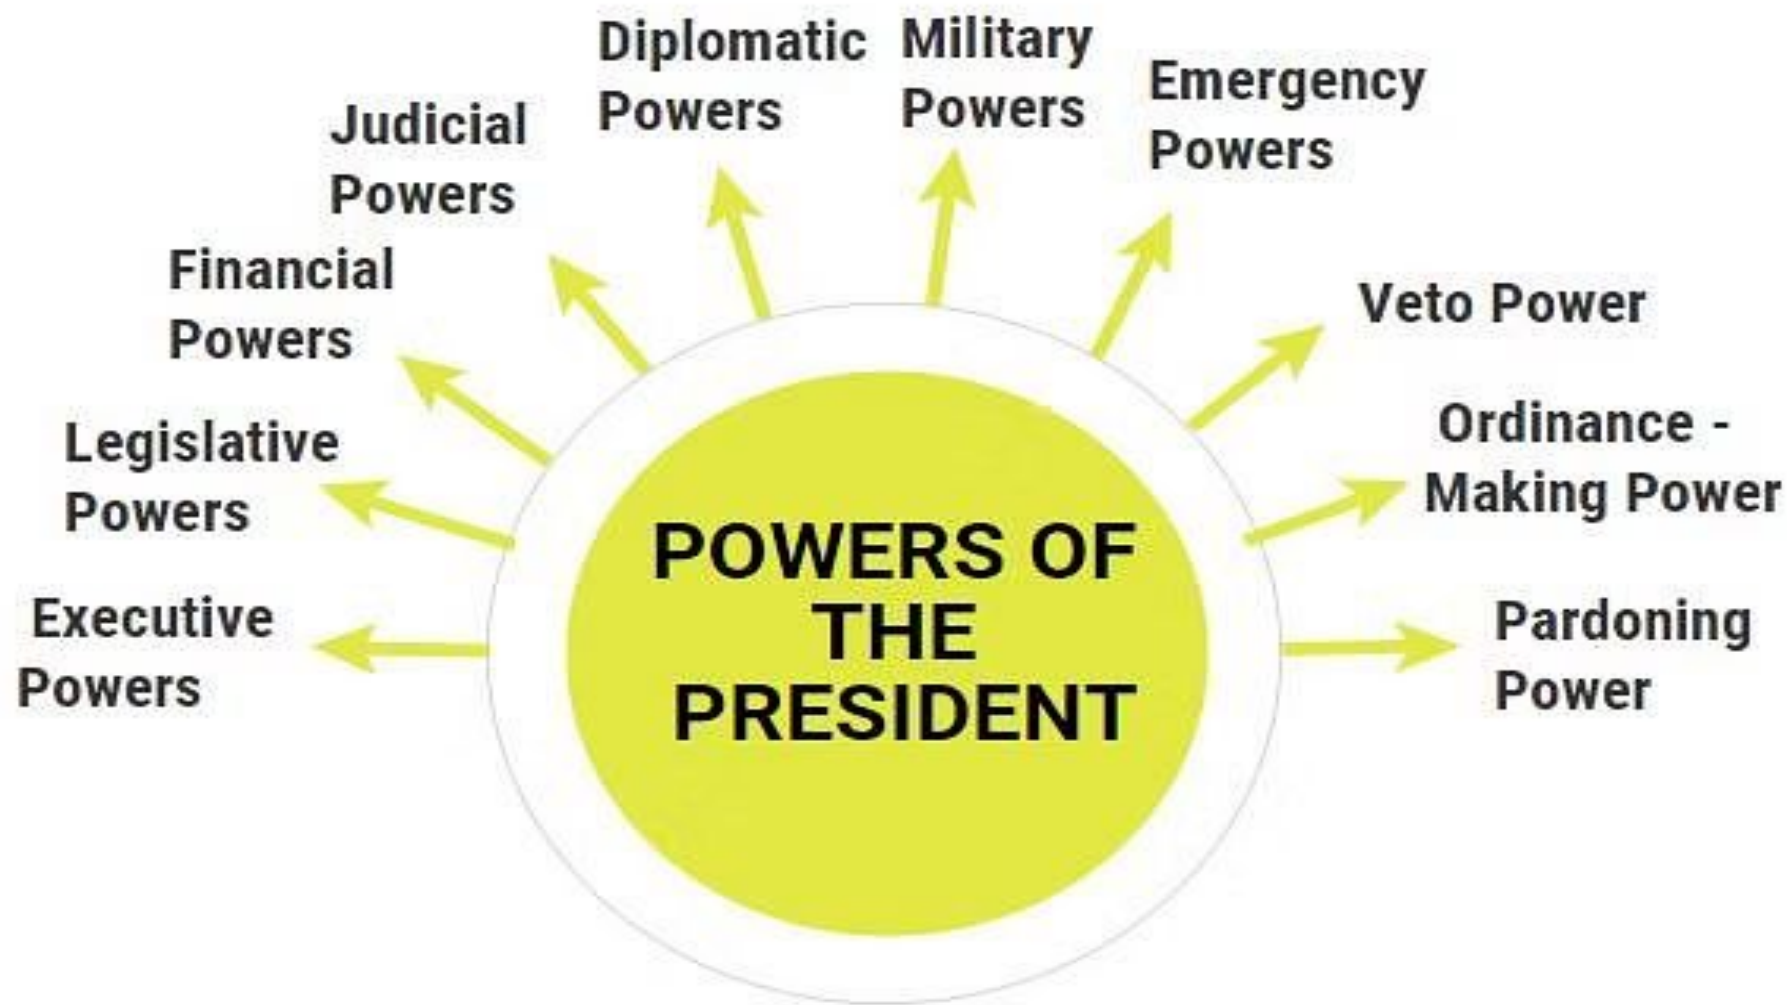 Diplomatic
Powers
Military
Powers
Emergency
Powers
Judicial
Powers
Financial
Powers
Veto Power
Legislative
Powers
Ordinance -
Making Power
Executive
Powers
Pardoning
Power
POWERS OF
THE
PRESIDENT